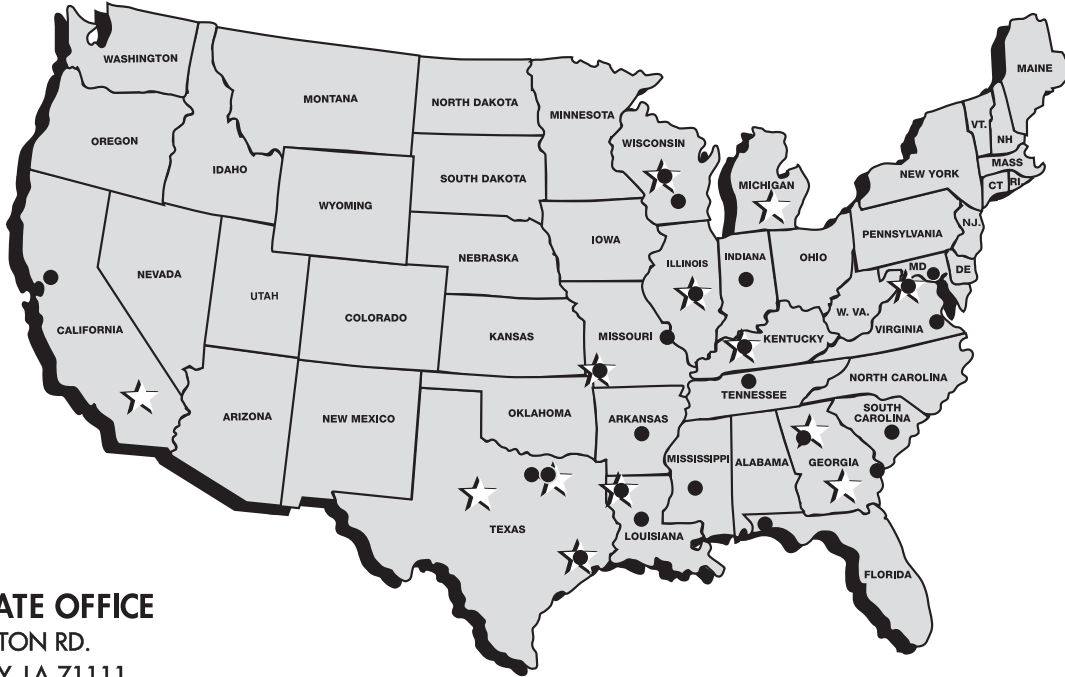 WASHINGTON
MAINE
MONTANA
NORTH DAKOTA
MINNESOTA
VT.
OREGON
NH
WISCONSIN
MASS
IDAHO
SOUTH DAKOTA
NEW YORK
MICHIGAN
CT
RI
WYOMING
NJ.
PENNSYLVANIA
IOWA
NEBRASKA
ILLINOIS
INDIANA
OHIO
MD
DE
NEVADA
UTAH
COLORADO
W. VA.
CALIFORNIA
KANSAS
MISSOURI
KENTUCKY
VIRGINIA
NORTH CAROLINA
TENNESSEE
ARIZONA
NEW MEXICO
OKLAHOMA
ARKANSAS
SOUTH
CAROLINA
MISSISSIPPI
ALABAMA
GEORGIA
TEXAS
LOUISIANA
FLORIDA
ATE OFFICE
TON RD.
Y, LA 71111